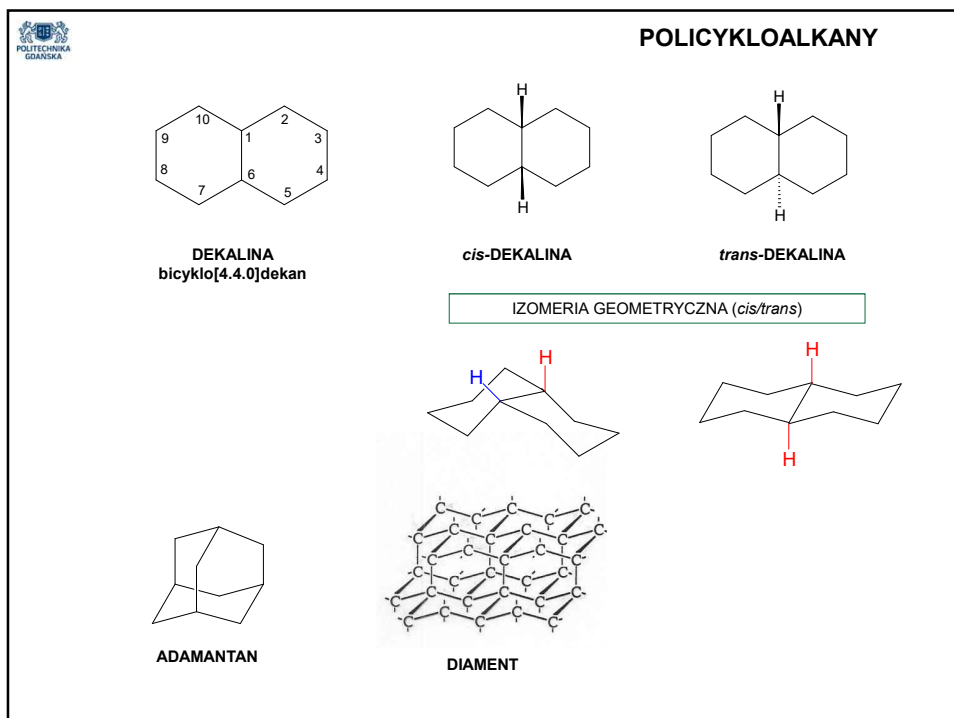 POLITECHNIKA
GDAŃSKA
POLICYKLOALKANY
10
2
9
1
3
8
6
4
7
5
DEKALINA
bicyklo[4.4.0]dekan
H
H
cis-DEKALINA
H
H
trans-DEKALINA
IZOMERIA GEOMETRYCZNA (cis/trans)
H
H
H
H
ADAMANTAN
C C C C
C C C C
C C C C
C C C C
C C C C
C C C C
DIAMENT